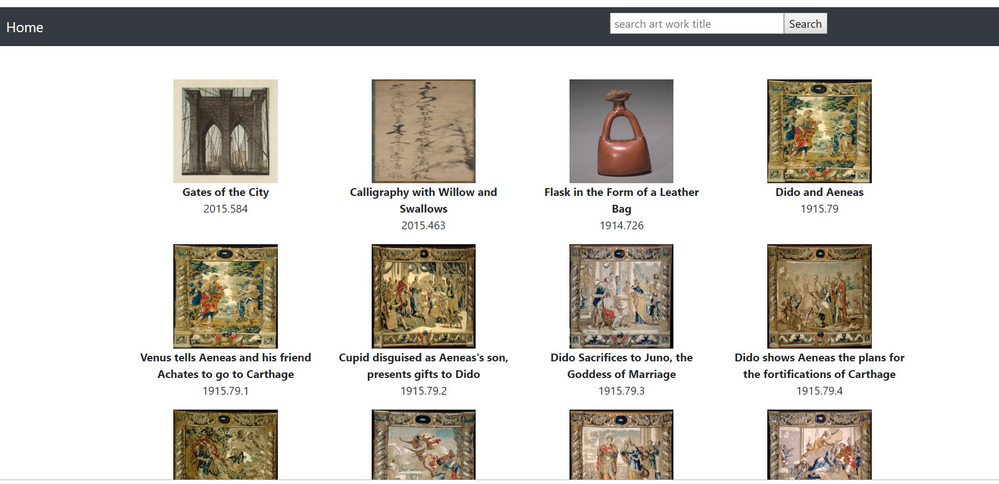 Home
search art work title
Search
Gates of the City
2015.584
Calligraphy with Willow and
Swallows
2015.463
Flask in the Form of a Leather
Bag
1914.726
Dido and Aeneas
1915.79
Venus tells Aeneas and his friend
Achates to go to Carthage
1915.79.1
Cupid disguised as Aeneas's son,
presents gifts to Dido
1915.79.2
Dido Sacrifices to Juno, the
Goddess of Marriage
1915.79.3
Dido shows Aeneas the plans for
the fortifications of Carthage
1915.79.4